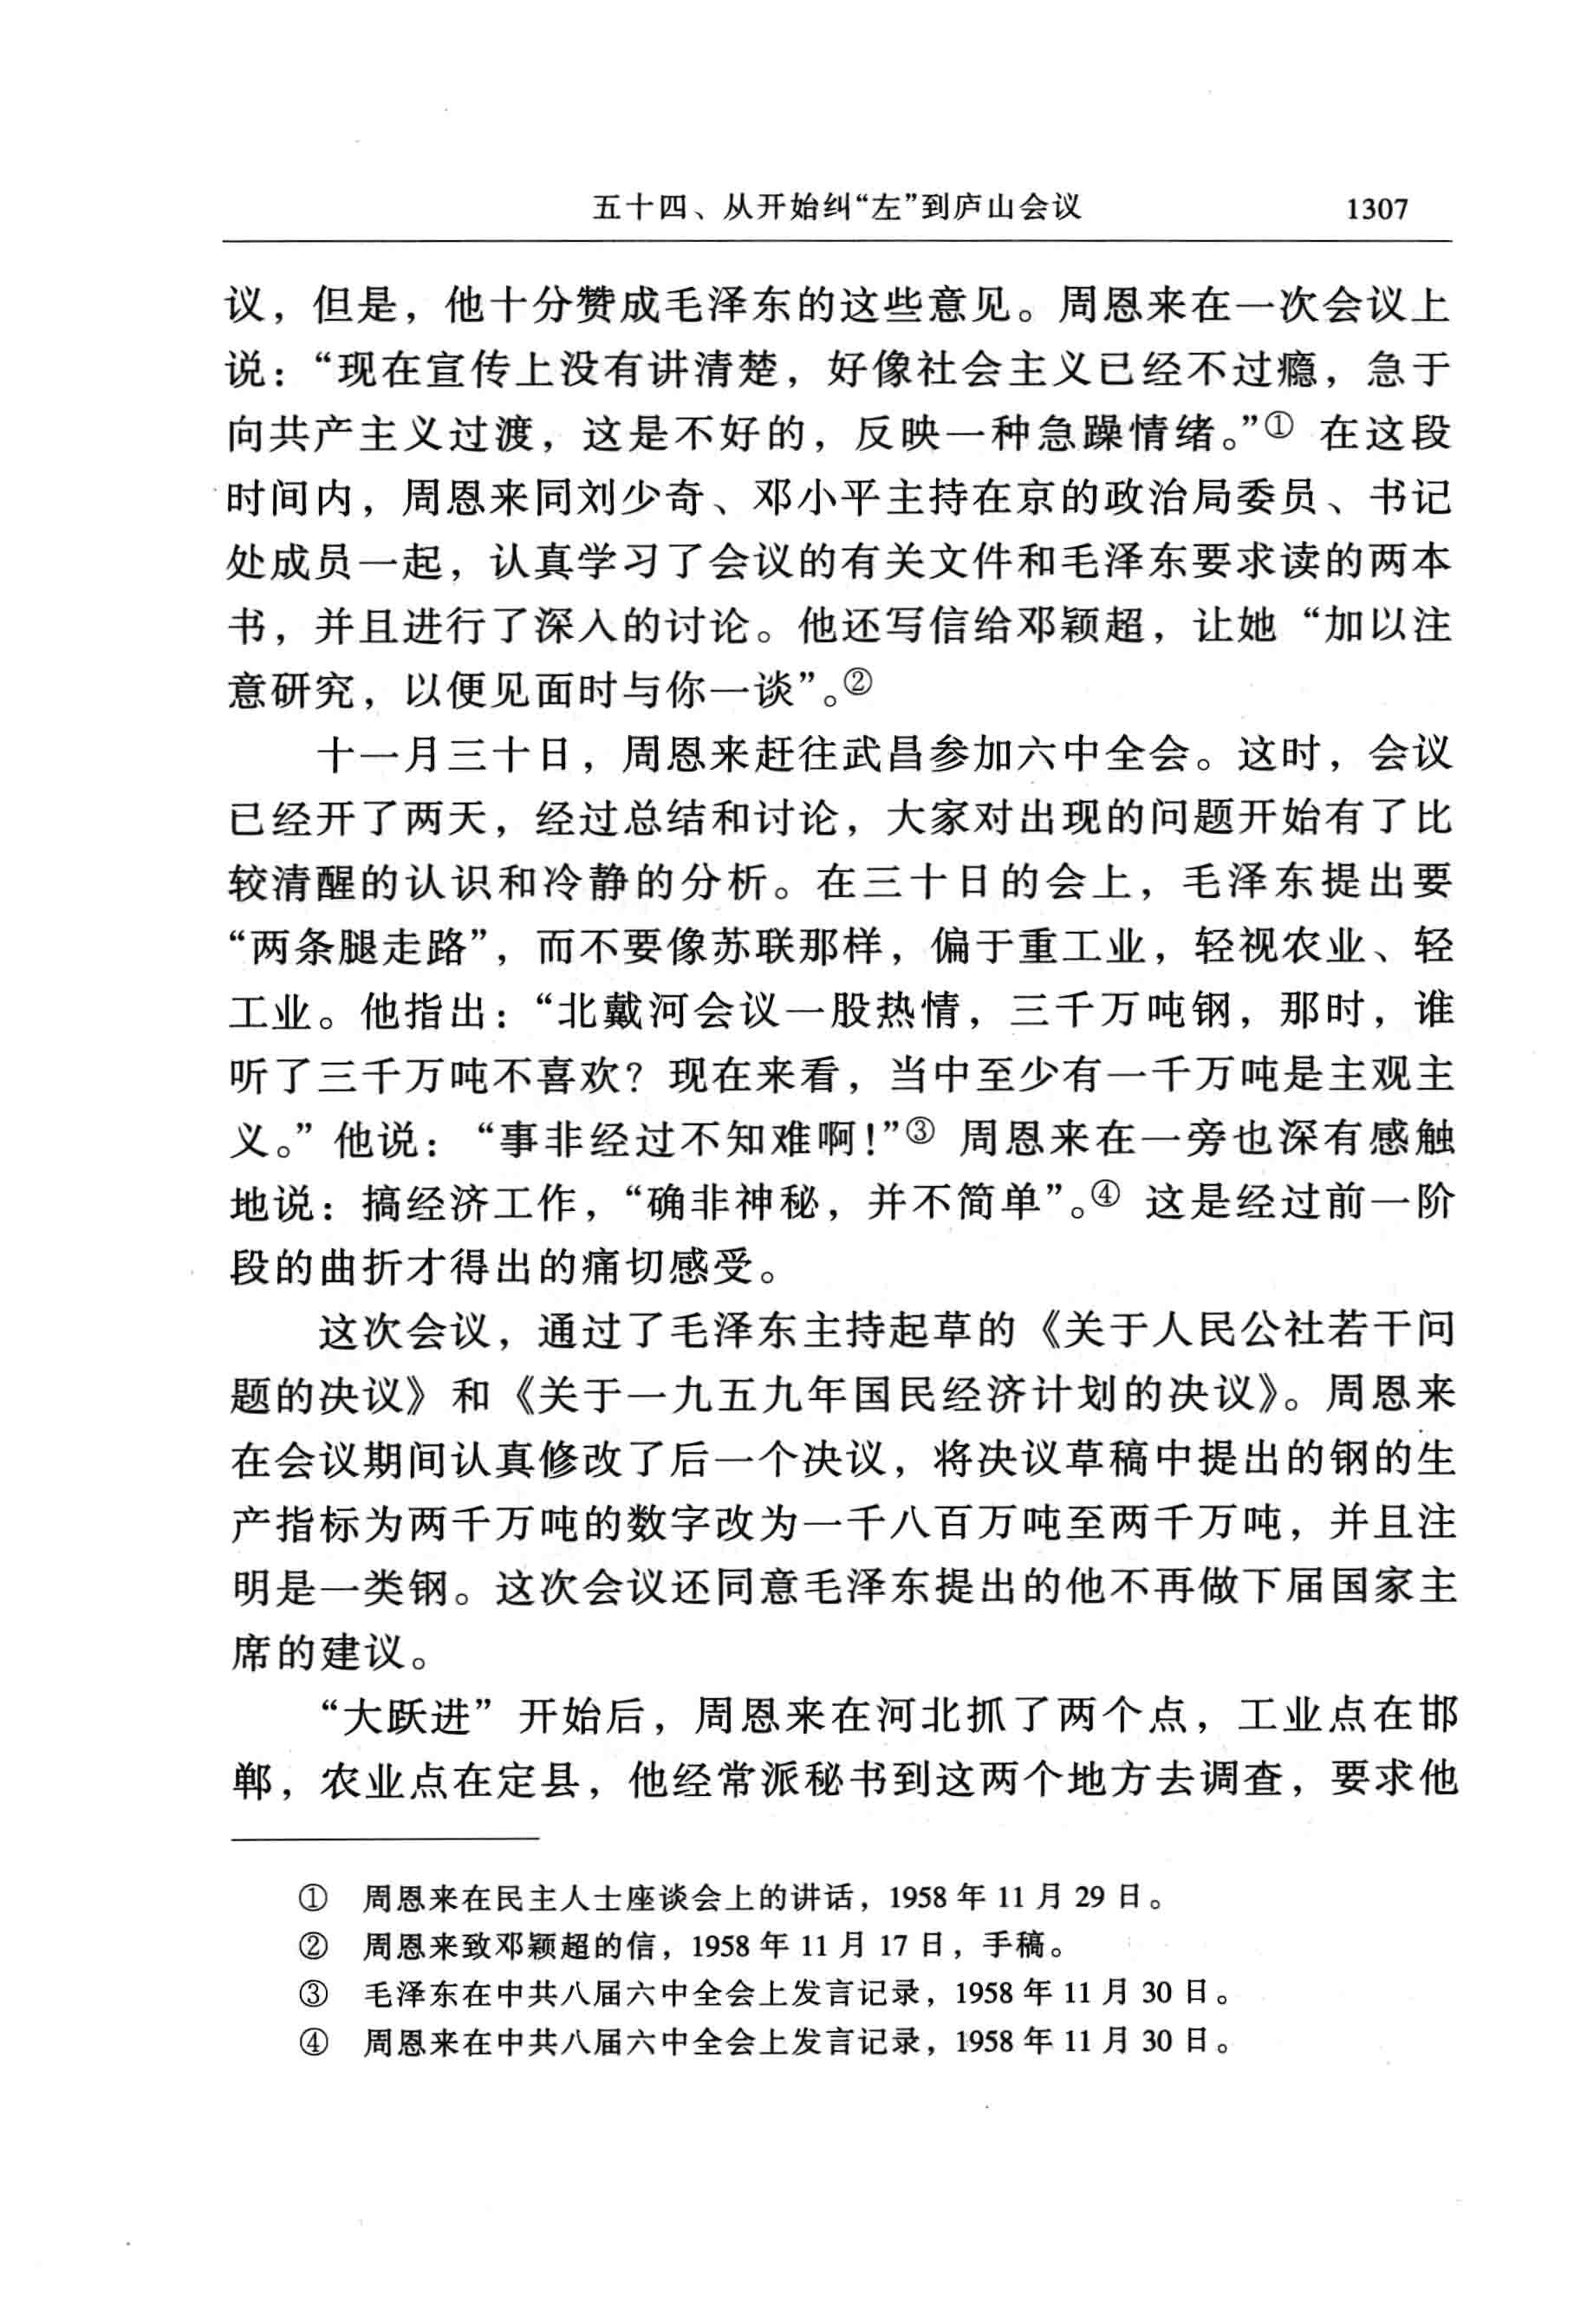 五十四、从开始纠“左”到庐山会议 1307
议，但是，他十分赞成毛泽东的这些意见。周恩来在一次会议上
说：“现在宣传上没有讲清楚，好像社会主义已经不过瘾，急于
向共产主义过渡，这是不好的，反映一种急躁情绪。”① 在这段
时间内，周恩来同刘少奇、邓小平主持在京的政治局委员、书记
处成员一起，认真学习了会议的有关文件和毛泽东要求读的两本
书，并且进行了深入的讨论。他还写信给邓颖超，让她“加以注
意研究，以便见面时与你一谈”。②
十一月三十日，周恩来赶往武昌参加六中全会。这时，会议
已经开了两天，经过总结和讨论，大家对出现的问题开始有了比
较清醒的认识和冷静的分析。在三十日的会上，毛泽东提出要
“两条腿走路”，而不要像苏联那样，偏于重工业，轻视农业、轻
工业。他指出：“北戴河会议一股热情，三千万吨钢，那时，谁
听了三千万吨不喜欢？现在来看，当中至少有一千万吨是主观主
义。”他说：“事非经过不知难啊！”③ 周恩来在一旁也深有感触
地说：搞经济工作，“确非神秘，并不简单”。④ 这是经过前一阶
段的曲折才得出的痛切感受。
这次会议，通过了毛泽东主持起草的《关于人民公社若干问
题的决议》和《关于一九五九年国民经济计划的决议》。周恩来
在会议期间认真修改了后一个决议，将决议草稿中提出的钢的生
产指标为两千万吨的数字改为一千八百万吨至两千万吨，并且注
明是一类钢。这次会议还同意毛泽东提出的他不再做下届国家主
席的建议。
“大跃进”开始后，周恩来在河北抓了两个点，工业点在邯
郸，农业点在定县，他经常派秘书到这两个地方去调查，要求他
① 周恩来在民主人士座谈会上的讲话，1958 年 11 月 29 日。
② 周恩来致邓颖超的信，1958 年 11 月 17 日，手稿。
③ 毛泽东在中共八届六中全会上发言记录，1958 年 11 月 30 日。
④ 周恩来在中共八届六中全会上发言记录，1958 年 11 月 30 日。